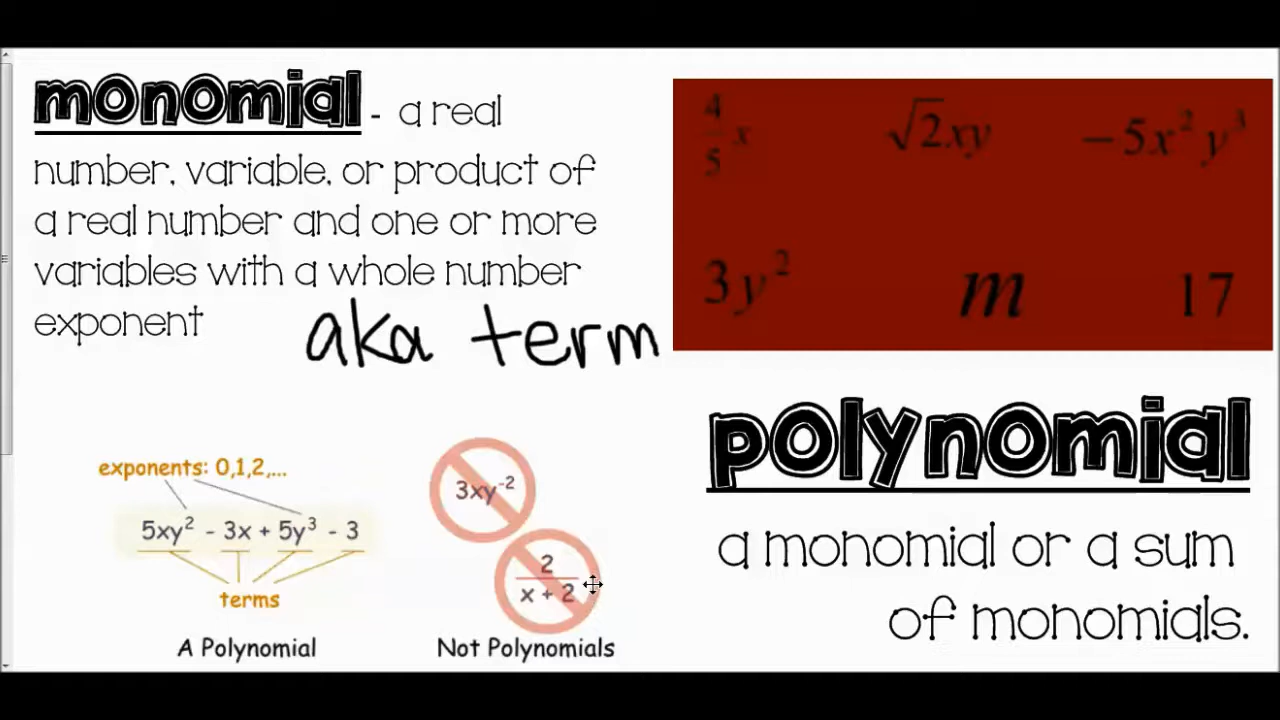 monomial - a real
number, variable, or product of
a real number and one or more
variables with a whole number
exponent
aka term
4/5 x √2xy −5x²y³
3y² m 17
polynomial
a monomial or a sum
of monomials.
exponents: 0,1,2,...
5xy² - 3x + 5y³ - 3
terms
A Polynomial
3xy⁻²
2
x + 2
Not Polynomials